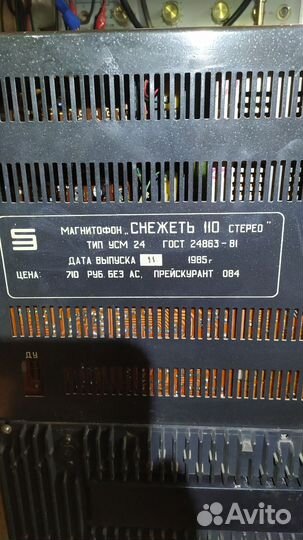 МАГНИТОФОН „СНЕЖЕТЬ 110 СТЕРЕО"
ТИП УСМ 24 ГОСТ 24863-81
ДАТА ВЫПУСКА 11 1985г
ЦЕНА: 710 РУБ БЕЗ АС, ПРЕЙСКУРАНТ 084
ДУ
Avito